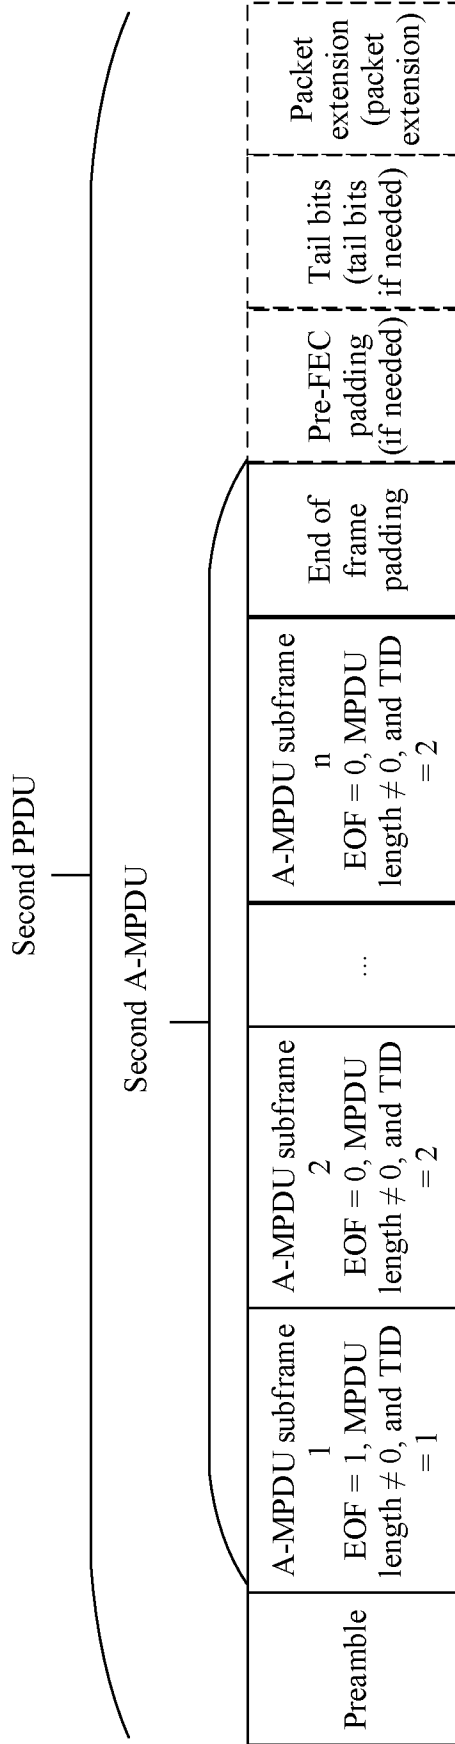 Second PPDU
Second A-MPDU
Preamble
A-MPDU subframe
1
EOF = 1, MPDU
length ≠ 0, and TID
= 1
A-MPDU subframe
2
EOF = 0, MPDU
length ≠ 0, and TID
= 2
...
A-MPDU subframe
n
EOF = 0, MPDU
length ≠ 0, and TID
= 2
End of
frame
padding
Pre-FEC
padding
(if needed)
Tail bits
(tail bits
if needed)
Packet
extension
(packet
extension)